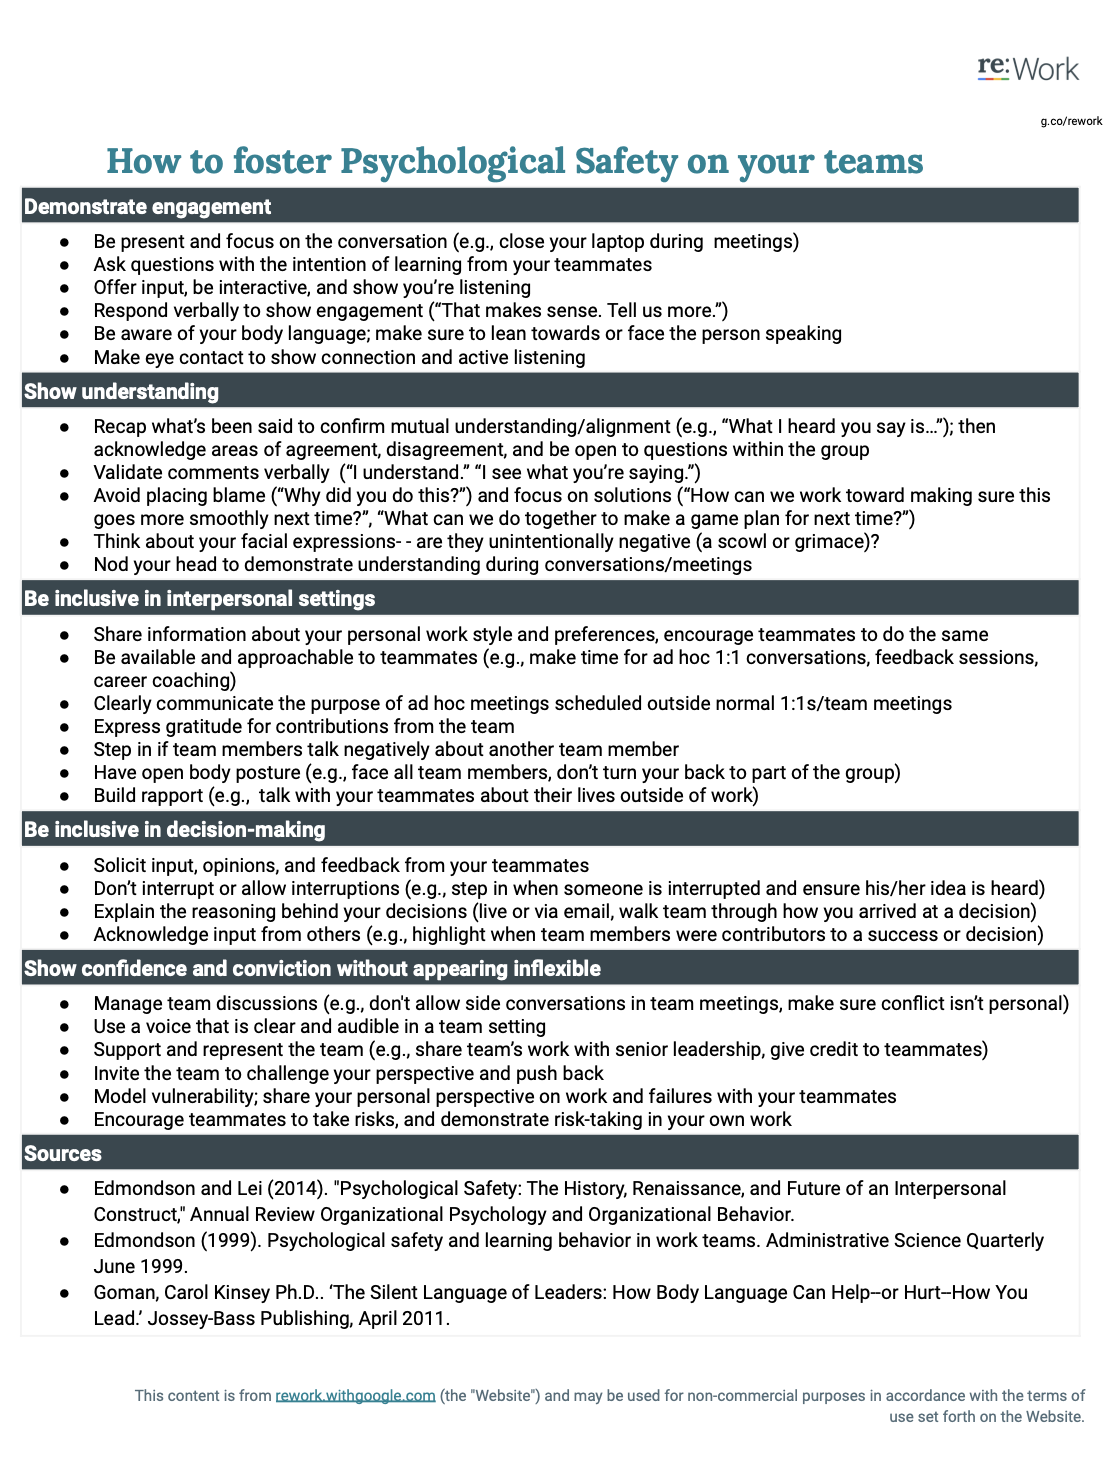 re:Work
g.co/rework
How to foster Psychological Safety on your teams
Demonstrate engagement
● Be present and focus on the conversation (e.g., close your laptop during  meetings)
● Ask questions with the intention of learning from your teammates
● Offer input, be interactive, and show you’re listening
● Respond verbally to show engagement (“That makes sense. Tell us more.”)
● Be aware of your body language; make sure to lean towards or face the person speaking
● Make eye contact to show connection and active listening
Show understanding
● Recap what’s been said to confirm mutual understanding/alignment (e.g., “What I heard you say is…”); then
acknowledge areas of agreement, disagreement, and be open to questions within the group
● Validate comments verbally  (“I understand.” “I see what you’re saying.”)
● Avoid placing blame (“Why did you do this?”) and focus on solutions (“How can we work toward making sure this
goes more smoothly next time?”, “What can we do together to make a game plan for next time?”)
● Think about your facial expressions- - are they unintentionally negative (a scowl or grimace)?
● Nod your head to demonstrate understanding during conversations/meetings
Be inclusive in interpersonal settings
● Share information about your personal work style and preferences, encourage teammates to do the same
● Be available and approachable to teammates (e.g., make time for ad hoc 1:1 conversations, feedback sessions,
career coaching)
● Clearly communicate the purpose of ad hoc meetings scheduled outside normal 1:1s/team meetings
● Express gratitude for contributions from the team
● Step in if team members talk negatively about another team member
● Have open body posture (e.g., face all team members, don’t turn your back to part of the group)
● Build rapport (e.g.,  talk with your teammates about their lives outside of work)
Be inclusive in decision-making
● Solicit input, opinions, and feedback from your teammates
● Don’t interrupt or allow interruptions (e.g., step in when someone is interrupted and ensure his/her idea is heard)
● Explain the reasoning behind your decisions (live or via email, walk team through how you arrived at a decision)
● Acknowledge input from others (e.g., highlight when team members were contributors to a success or decision)
Show confidence and conviction without appearing inflexible
● Manage team discussions (e.g., don't allow side conversations in team meetings, make sure conflict isn’t personal)
● Use a voice that is clear and audible in a team setting
● Support and represent the team (e.g., share team’s work with senior leadership, give credit to teammates)
● Invite the team to challenge your perspective and push back
● Model vulnerability; share your personal perspective on work and failures with your teammates
● Encourage teammates to take risks, and demonstrate risk-taking in your own work
Sources
● Edmondson and Lei (2014). "Psychological Safety: The History, Renaissance, and Future of an Interpersonal
Construct," Annual Review Organizational Psychology and Organizational Behavior.
● Edmondson (1999). Psychological safety and learning behavior in work teams. Administrative Science Quarterly
June 1999.
● Goman, Carol Kinsey Ph.D.. ‘The Silent Language of Leaders: How Body Language Can Help--or Hurt--How You
Lead.’ Jossey-Bass Publishing, April 2011.
This content is from rework.withgoogle.com (the "Website") and may be used for non-commercial purposes in accordance with the terms of
use set forth on the Website.